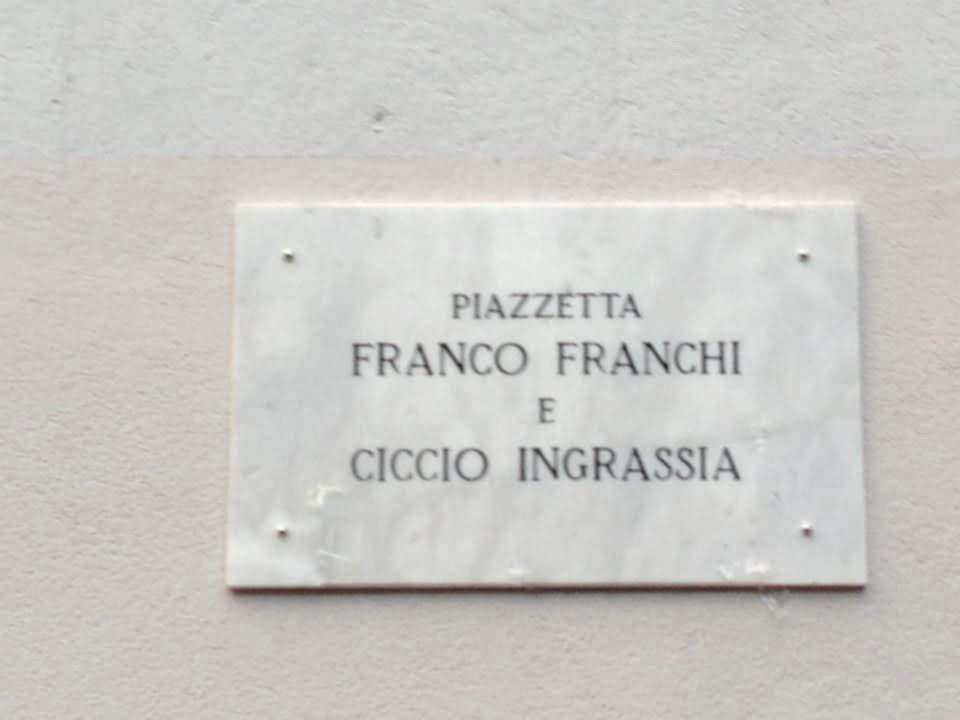 PIAZZETTA
FRANCO FRANCHI
E
CICCIO INGRASSIA